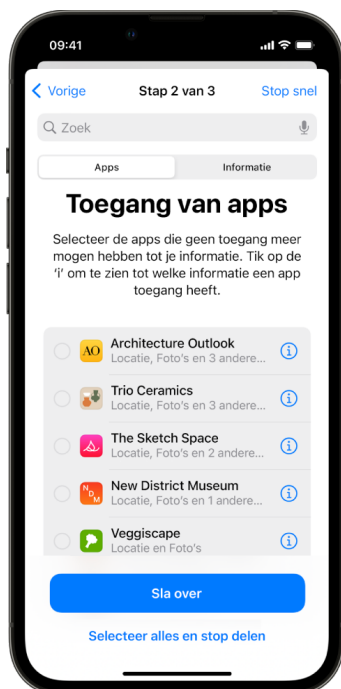 09:41
Vorige
Stap 2 van 3
Stop snel
Zoek
Apps
Informatie
Toegang van apps
Selecteer de apps die geen toegang meer
mogen hebben tot je informatie. Tik op de
‘i’ om te zien tot welke informatie een app
toegang heeft.
AO
Architecture Outlook
Locatie, Foto's en 3 andere...
Trio Ceramics
Locatie, Foto's en 3 andere...
The Sketch Space
Locatie, Foto's en 2 andere...
NDM
New District Museum
Locatie, Foto's en 1 andere...
Veggiscape
Locatie en Foto's
Sla over
Selecteer alles en stop delen